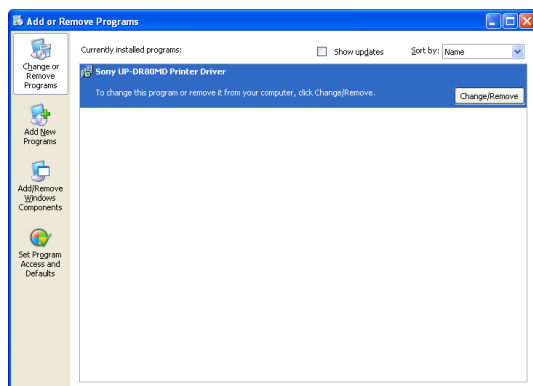 Add or Remove Programs
Change or
Remove
Programs
Currently installed programs:
Show updates
Sort by:
Name
Sony UP-DR80MD Printer Driver
To change this program or remove it from your computer, click Change/Remove.
Change/Remove
Add New
Programs
Add/Remove
Windows
Components
Set Program
Access and
Defaults